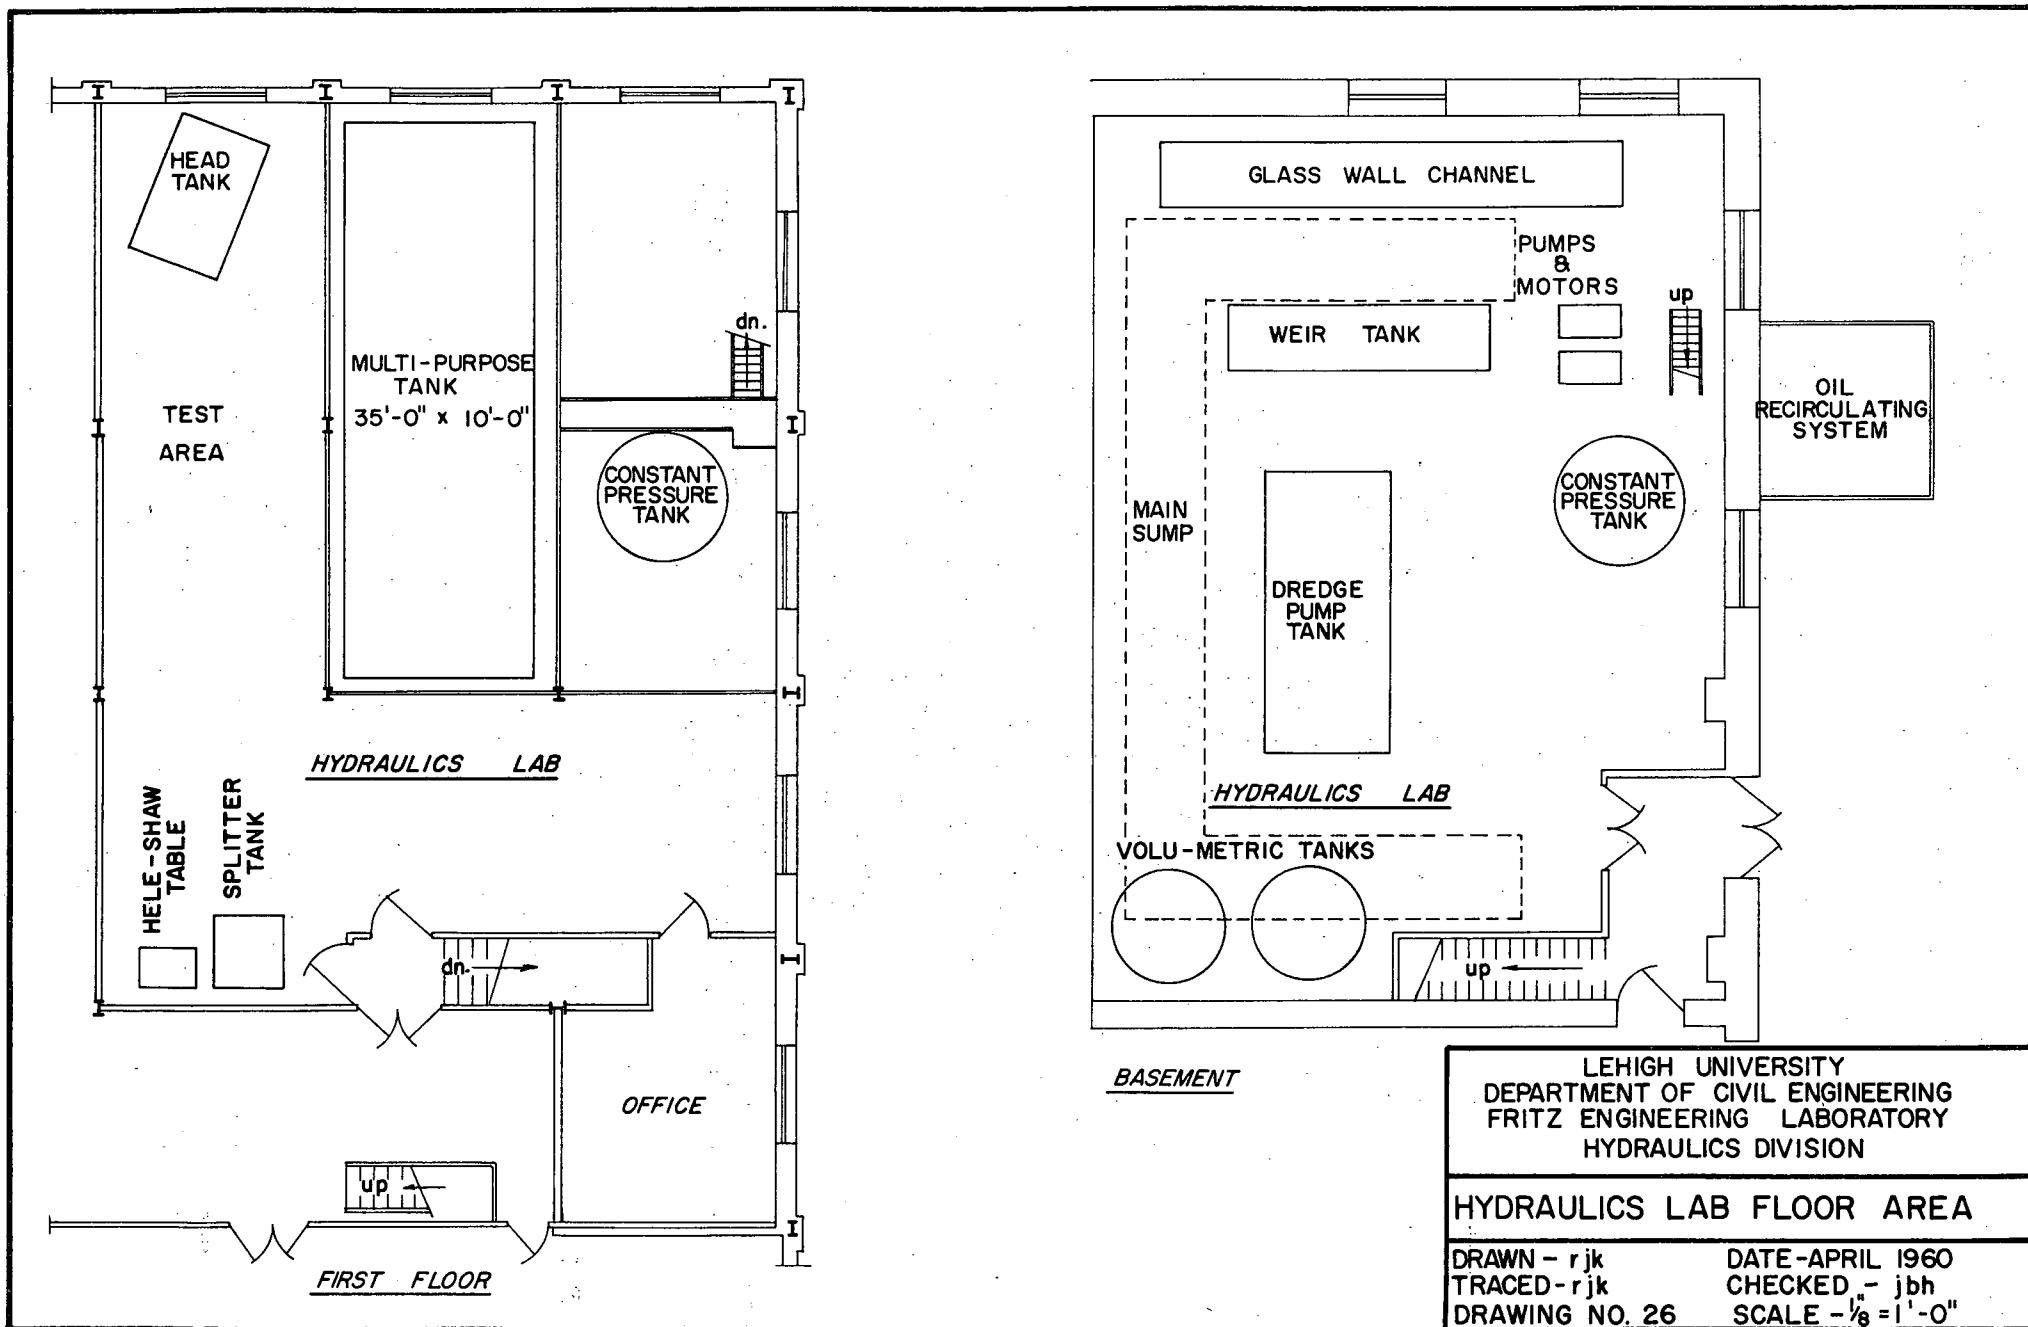 HEAD
TANK
MULTI-PURPOSE
TANK
35'-0" x 10'-0"
dn.
TEST
AREA
CONSTANT
PRESSURE
TANK
HYDRAULICS LAB
HELE-SHAW
TABLE
SPLITTER
TANK
dn.
OFFICE
up
FIRST FLOOR
GLASS WALL CHANNEL
PUMPS
&
MOTORS
up
WEIR TANK
OIL
RECIRCULATING
SYSTEM
CONSTANT
PRESSURE
TANK
MAIN
SUMP
DREDGE
PUMP
TANK
HYDRAULICS LAB
VOLU-METRIC TANKS
up
BASEMENT
LEHIGH UNIVERSITY
DEPARTMENT OF CIVIL ENGINEERING
FRITZ ENGINEERING LABORATORY
HYDRAULICS DIVISION
HYDRAULICS LAB FLOOR AREA
DRAWN - rjk DATE-APRIL 1960
TRACED-rjk CHECKED - jbh
DRAWING NO. 26 SCALE - 1/8" = 1'-0"